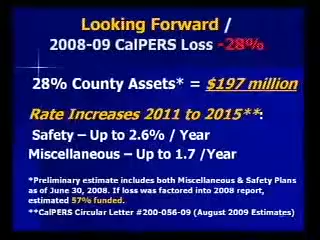 Looking Forward /
2008-09 CalPERS Loss -28%
28% County Assets* = $197 million
Rate Increases 2011 to 2015**:
Safety – Up to 2.6% / Year
Miscellaneous – Up to 1.7 /Year
*Preliminary estimate includes both Miscellaneous & Safety Plans
as of June 30, 2008. If loss was factored into 2008 report,
estimated 57% funded.
**CalPERS Circular Letter #200-056-09 (August 2009 Estimates)